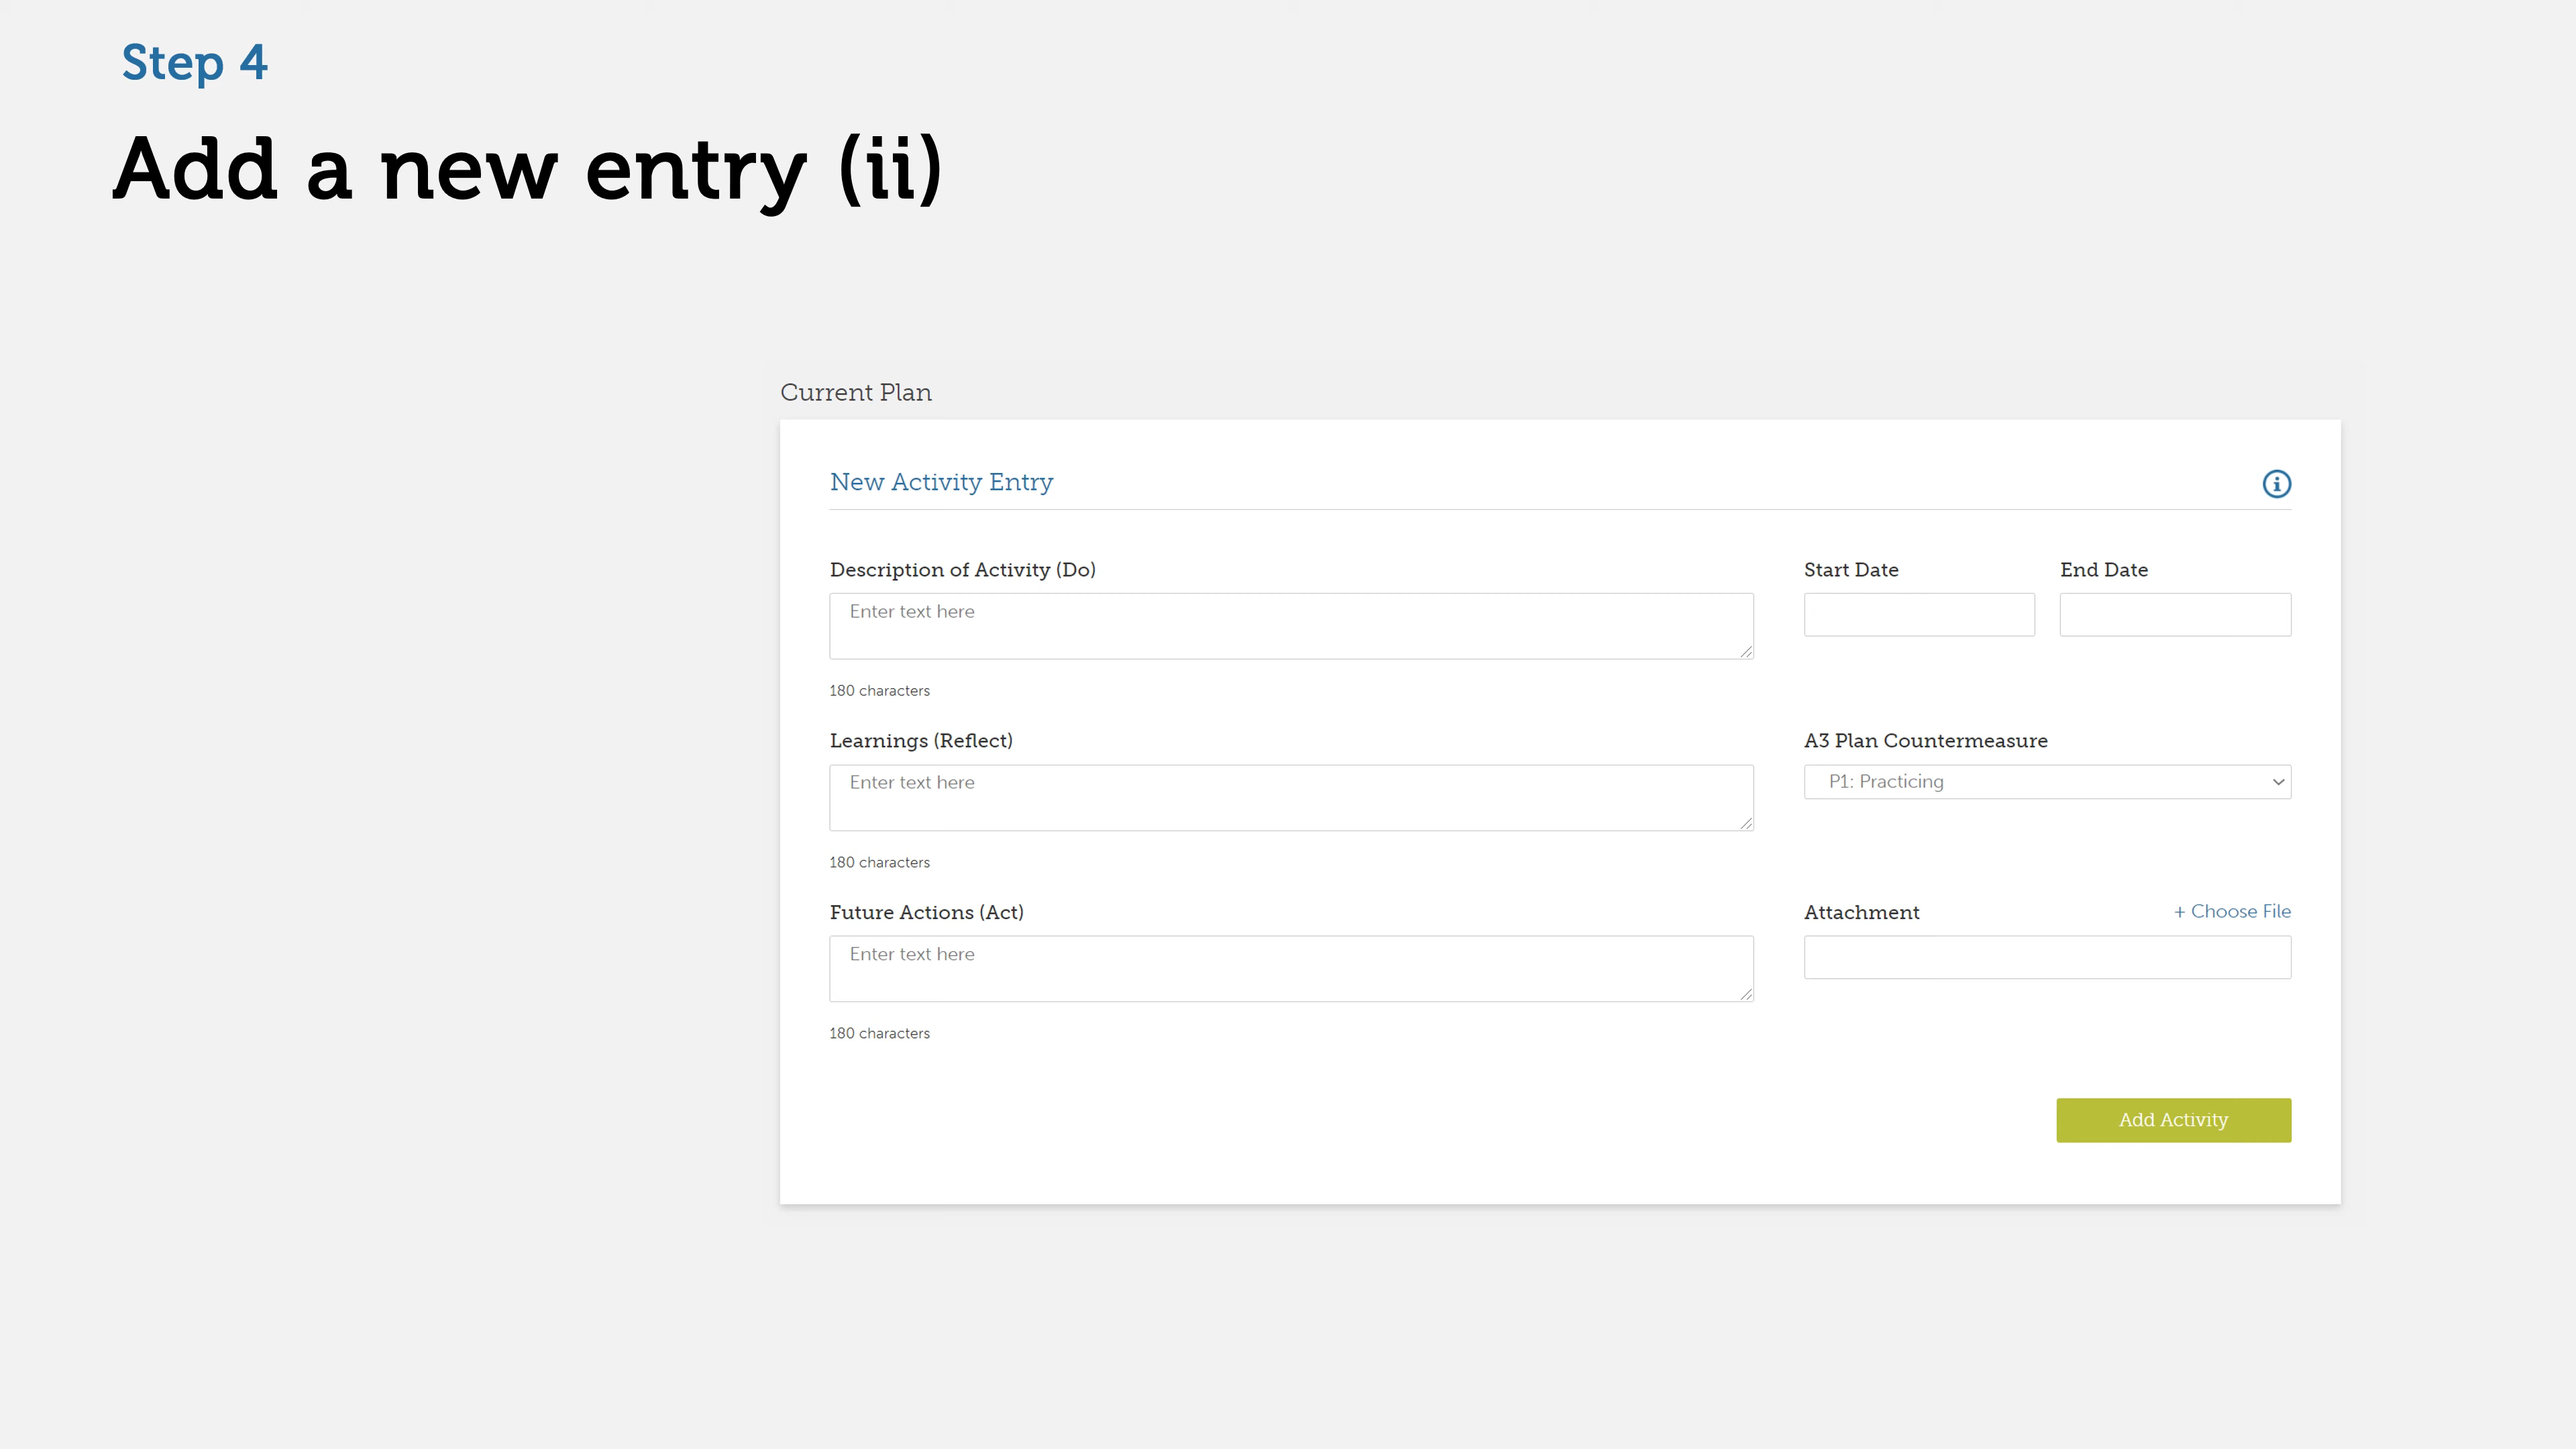 Step 4
Add a new entry (ii)
Current Plan
New Activity Entry
Description of Activity (Do)
Enter text here
180 characters
Start Date
End Date
Learnings (Reflect)
Enter text here
180 characters
A3 Plan Countermeasure
P1: Practicing
Future Actions (Act)
Enter text here
180 characters
Attachment
+ Choose File
Add Activity